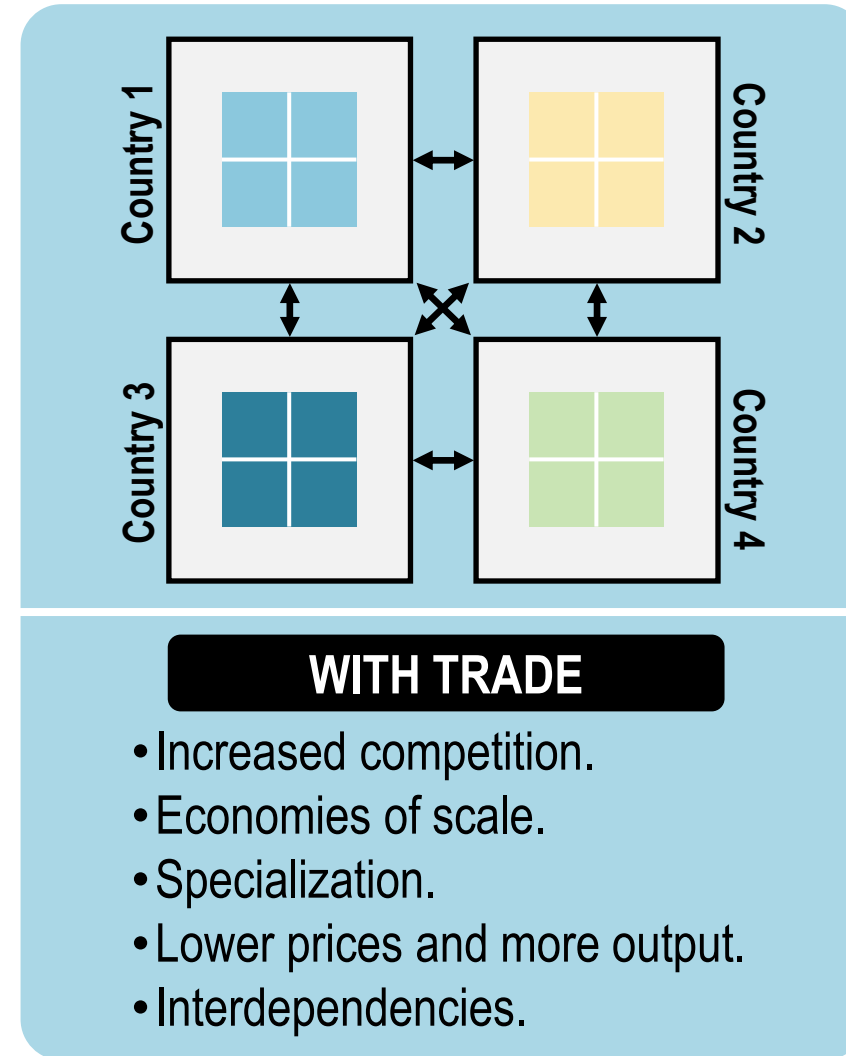 Country 1
Country 2
Country 3
Country 4
WITH TRADE
•Increased competition.
•Economies of scale.
•Specialization.
•Lower prices and more output.
•Interdependencies.